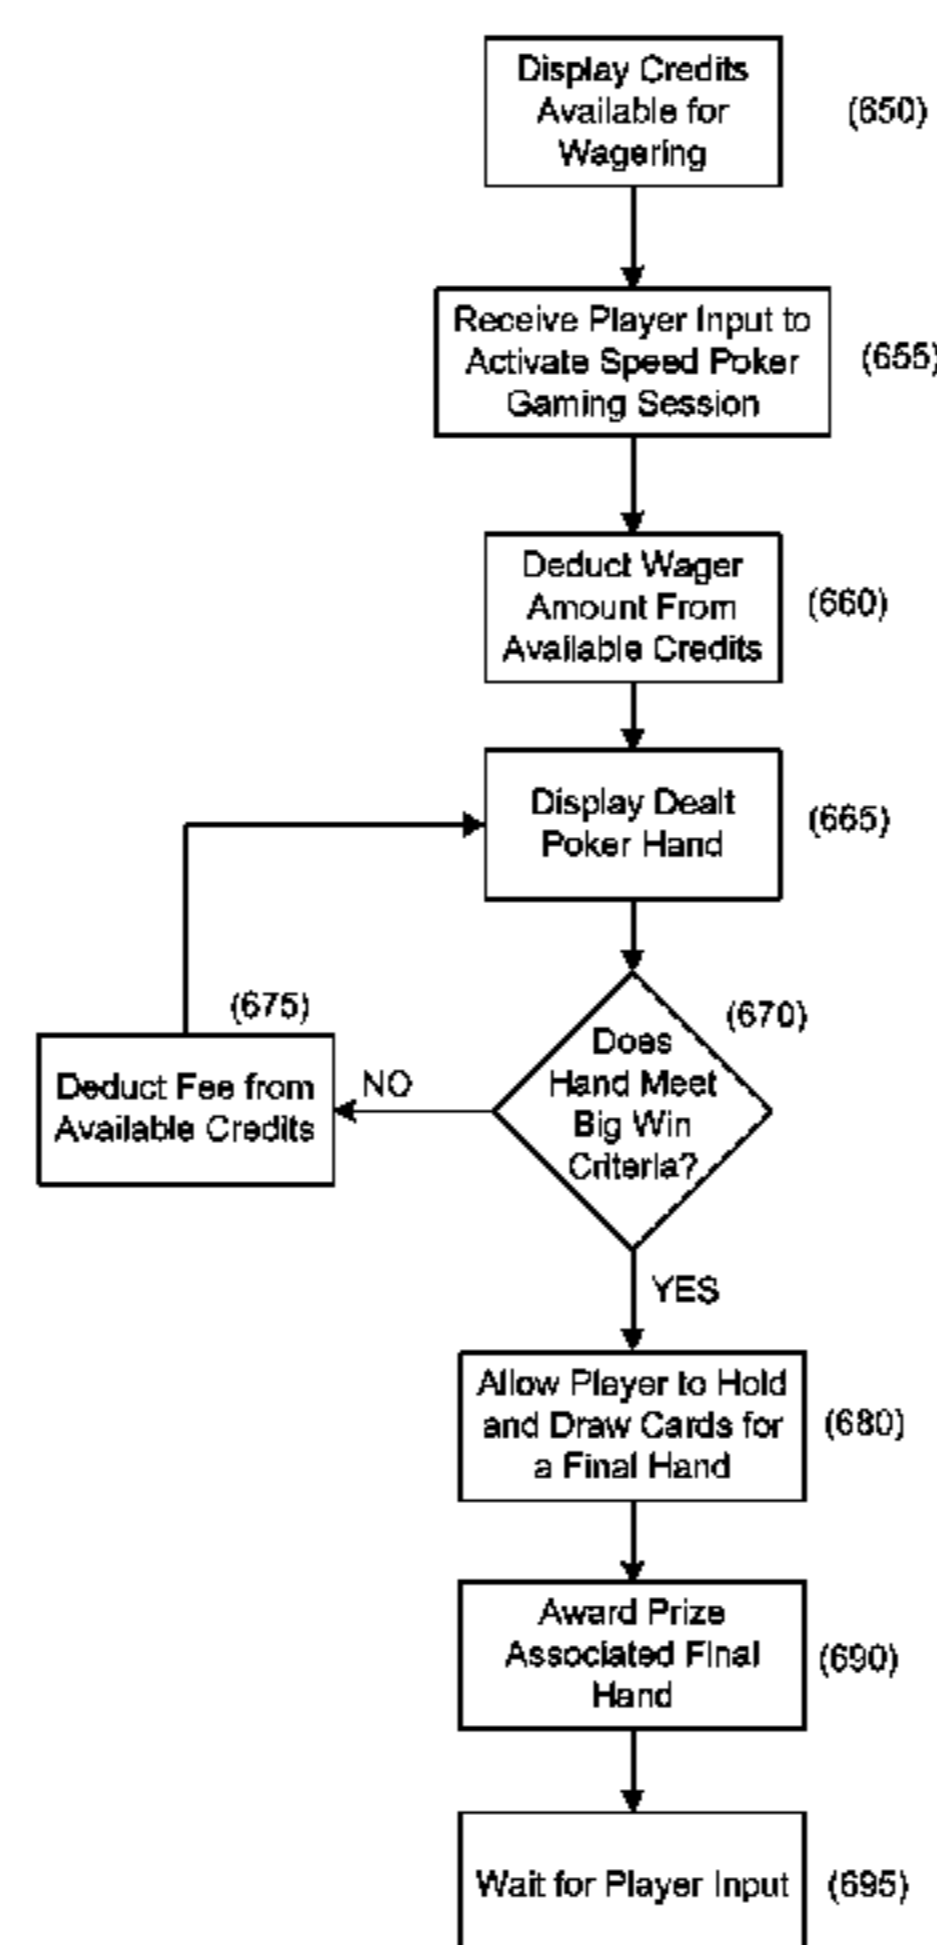 Display Credits
Available for
Wagering
(650)
Receive Player Input to
Activate Speed Poker
Gaming Session
(655)
Deduct Wager
Amount From
Available Credits
(660)
Display Dealt
Poker Hand
(665)
(670)
Does
Hand Meet
Big Win
Criteria?
NO
(675)
Deduct Fee from
Available Credits
YES
Allow Player to Hold
and Draw Cards for
a Final Hand
(680)
Award Prize
Associated Final
Hand
(690)
Wait for Player Input
(695)